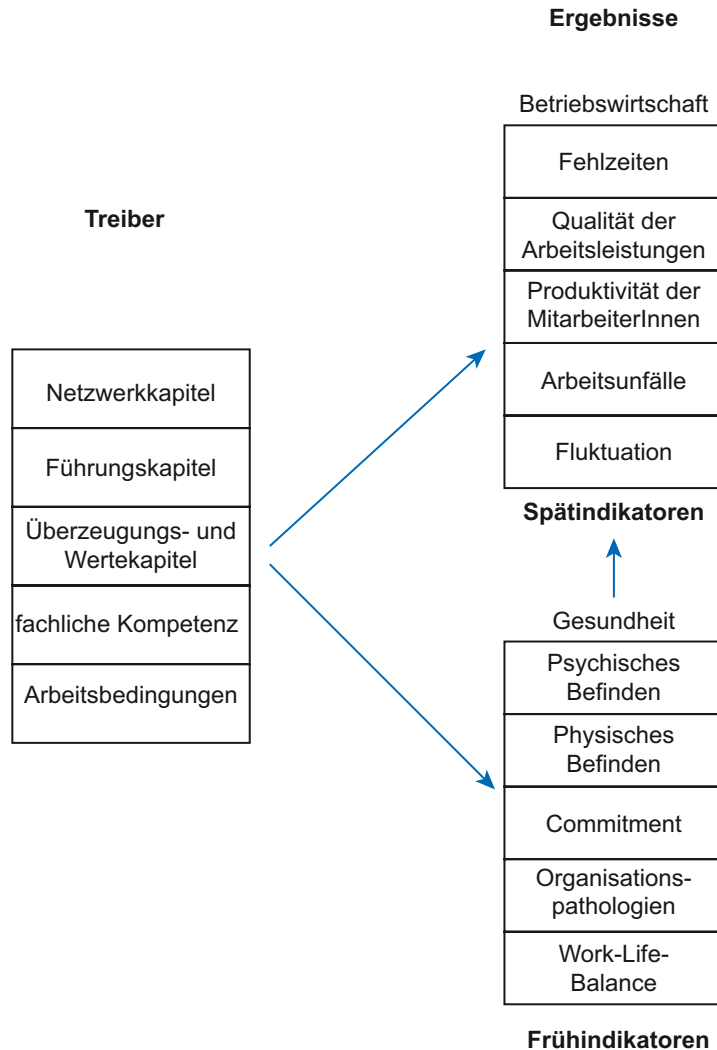 Treiber
Netzwerkkapitel
Führungskapitel
Überzeugungs- und
Wertekapitel
fachliche Kompetenz
Arbeitsbedingungen
Ergebnisse
Betriebswirtschaft
Fehlzeiten
Qualität der
Arbeitsleistungen
Produktivität der
MitarbeiterInnen
Arbeitsunfälle
Fluktuation
Spätindikatoren
Gesundheit
Psychisches
Befinden
Physisches
Befinden
Commitment
Organisations-
pathologien
Work-Life-
Balance
Frühindikatoren